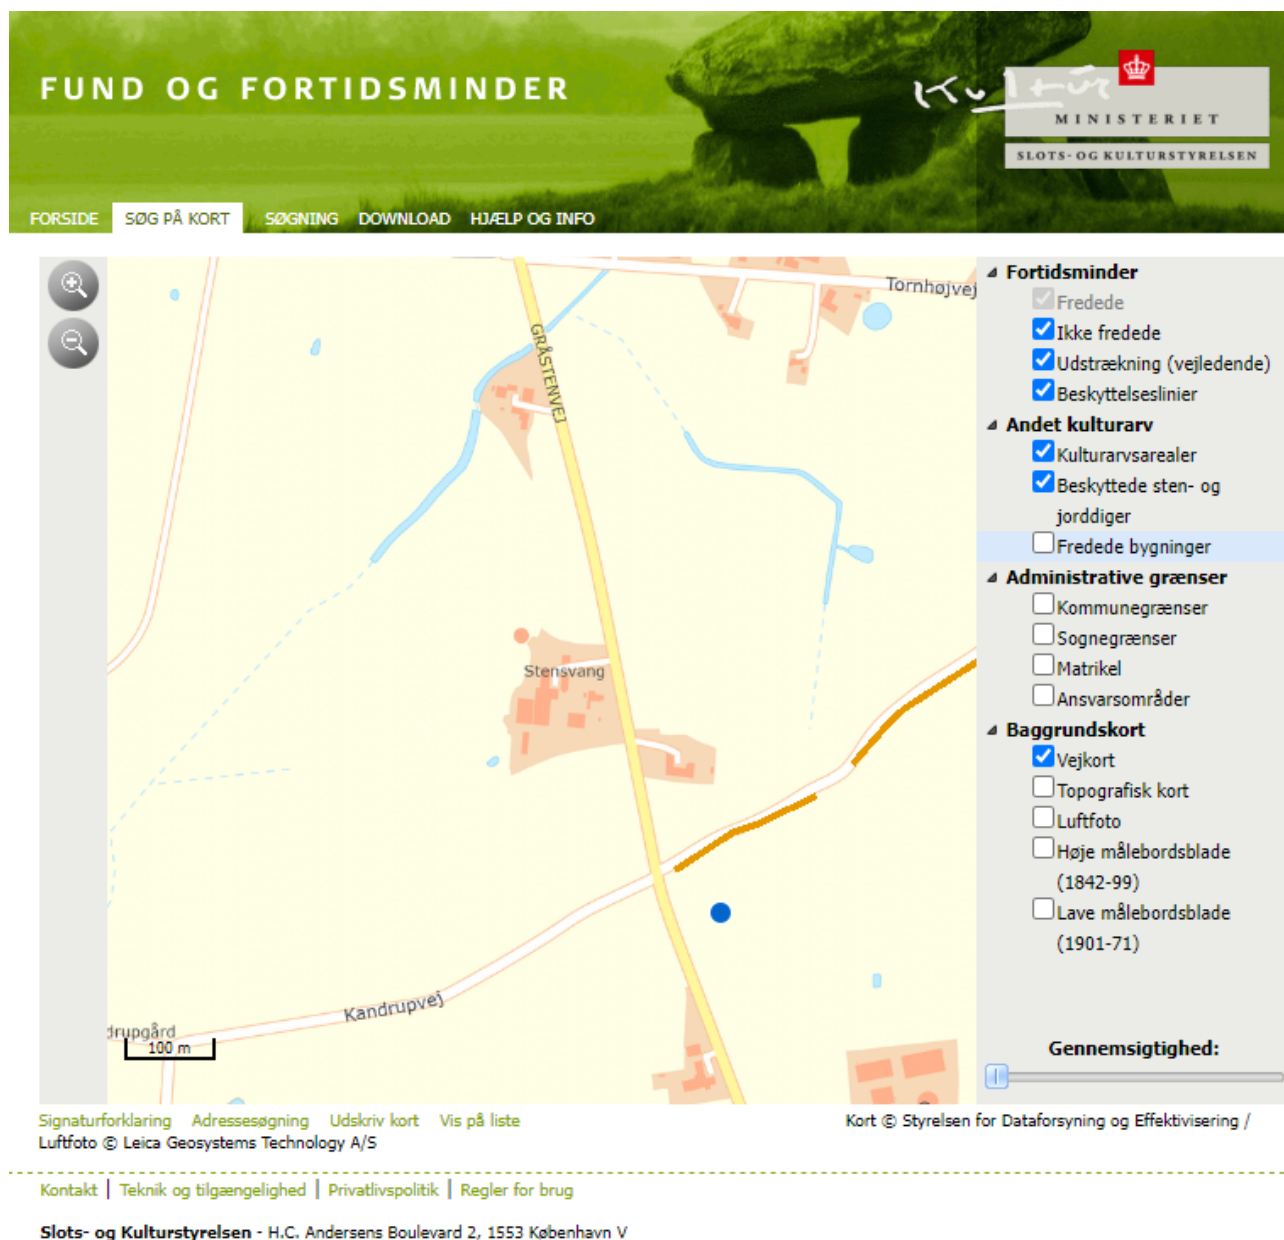 FUND OG FORTIDSMINDER
Kultur
MINISTERIET
SLOTS- OG KULTURSTYRELSEN
FORSIDE SØG PÅ KORT SØGNING DOWNLOAD HJÆLP OG INFO
Tornhøjvej
GRÅSTENVEJ
Stensvang
Kandrupvej
drupgård
100 m
Fortidsminder
Fredede
Ikke fredede
Udstrækning (vejledende)
Beskyttelseslinier
Andet kulturarv
Kulturarvsarealer
Beskyttede sten- og
jorddiger
Fredede bygninger
Administrative grænser
Kommunegrænser
Sognegrænser
Matrikel
Ansvarsområder
Baggrundskort
Vejkort
Topografisk kort
Luftfoto
Høje målebordsblade
(1842-99)
Lave målebordsblade
(1901-71)
Gennemsigtighed:
Signaturforklaring Adressesøgning Udskriv kort Vis på liste
Kort © Styrelsen for Dataforsyning og Effektivisering /
Luftfoto © Leica Geosystems Technology A/S
Kontakt | Teknik og tilgængelighed | Privatlivspolitik | Regler for brug
Slots- og Kulturstyrelsen - H.C. Andersens Boulevard 2, 1553 København V